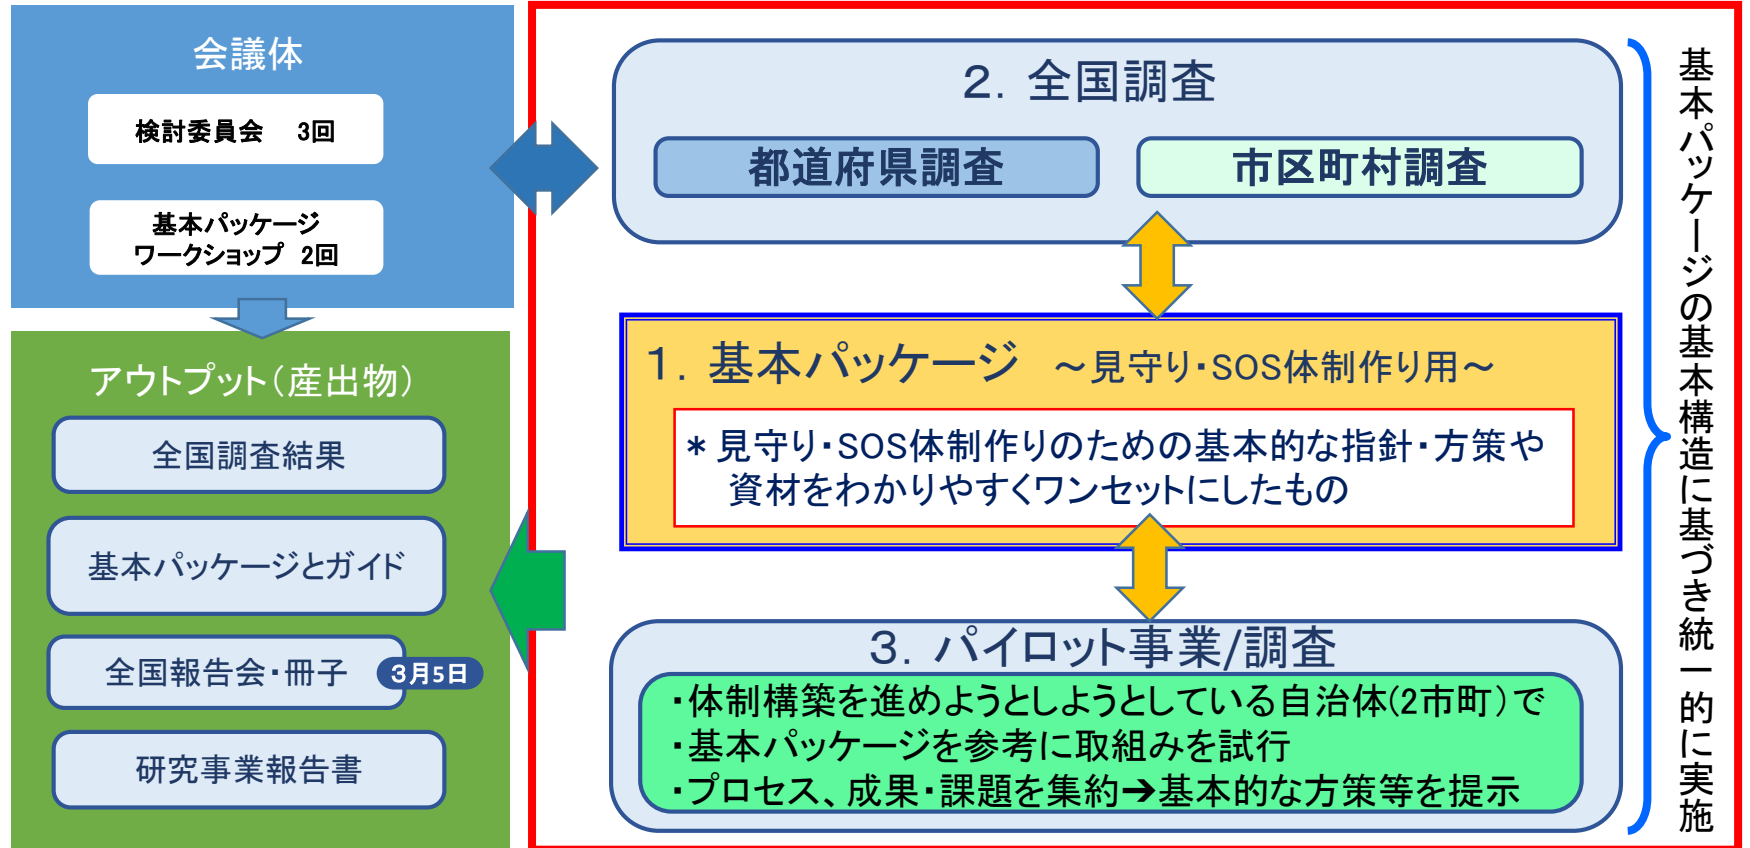 会議体
検討委員会　3回
基本パッケージ
ワークショップ 2回
アウトプット（産出物）
全国調査結果
基本パッケージとガイド
全国報告会・冊子
3月5日
研究事業報告書
２．全国調査
都道府県調査
市区町村調査
１．基本パッケージ　～見守り・SOS体制作り用～
＊見守り・SOS体制作りのための基本的な指針・方策や
資材をわかりやすくワンセットにしたもの
３．パイロット事業/調査
・体制構築を進めようとしようとしている自治体(2市町)で
・基本パッケージを参考に取組みを試行
・プロセス、成果・課題を集約➔基本的な方策等を提示
基本パッケージの基本構造に基づき統一的に実施